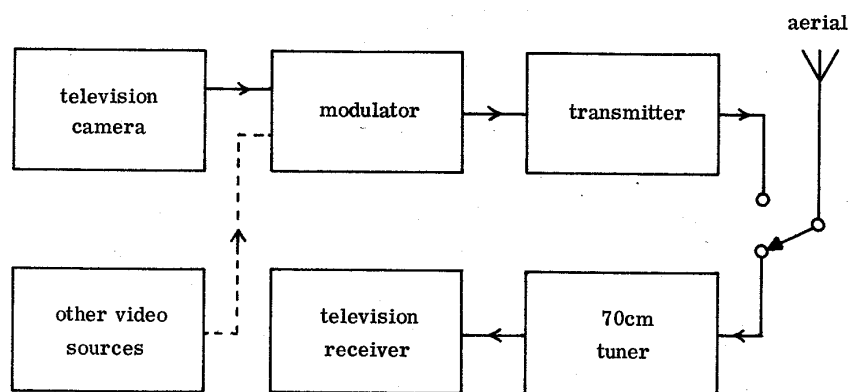 aerial
television
camera
modulator
transmitter
other video
sources
television
receiver
70cm
tuner